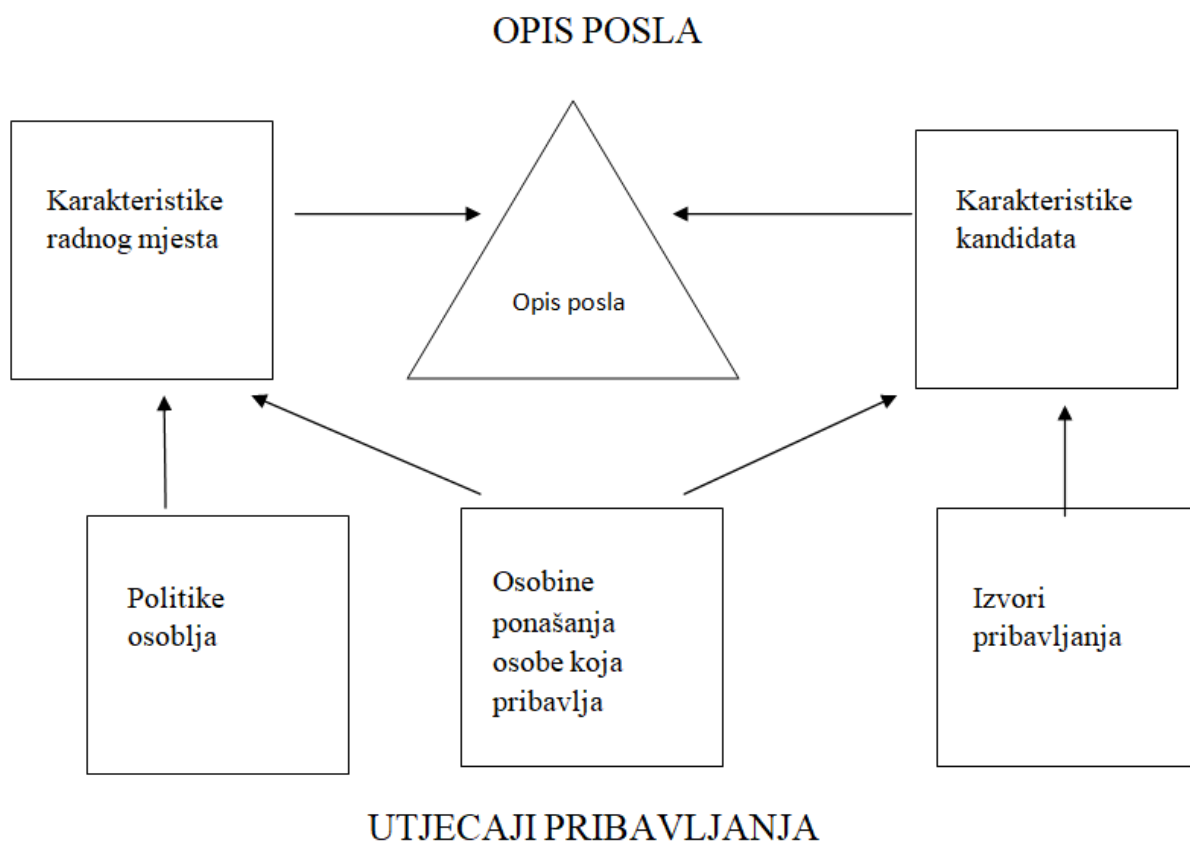 OPIS POSLA
Karakteristike
radnog mjesta
Opis posla
Karakteristike
kandidata
Politike
osoblja
Osobine
ponašanja
osobe koja
pribavlja
Izvori
pribavljanja
UTJECAJI PRIBAVLJANJA